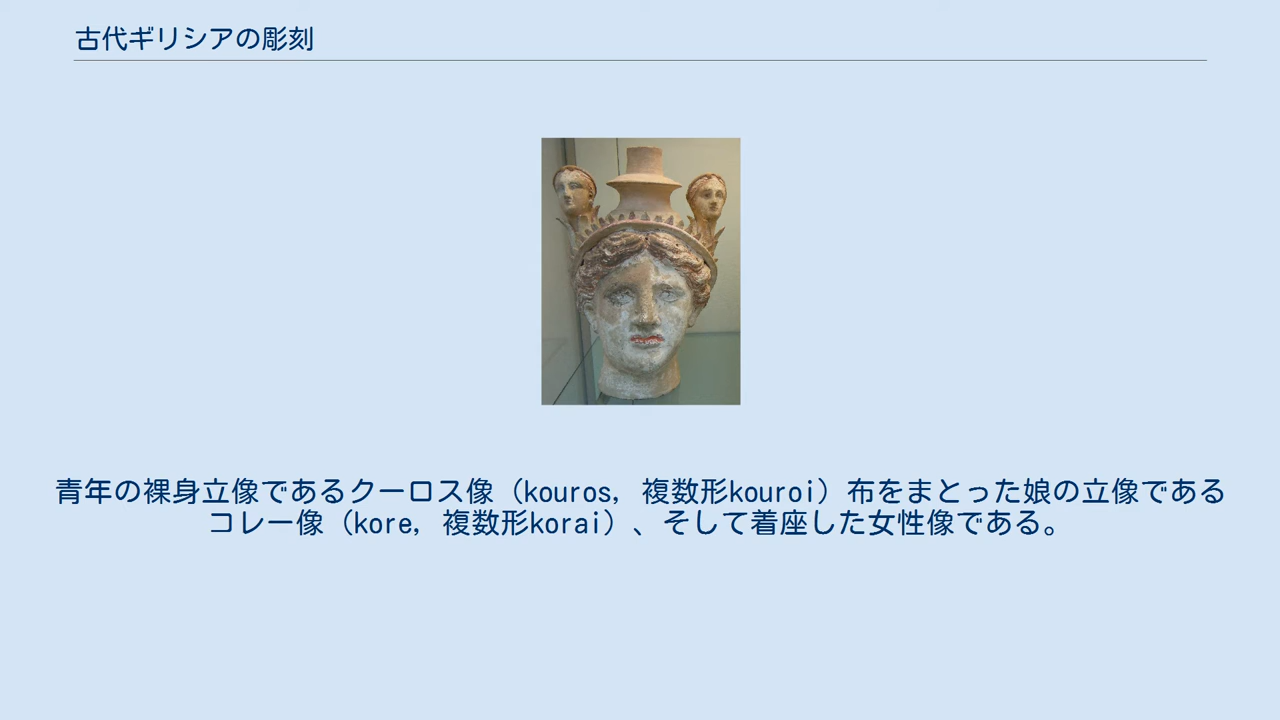 古代ギリシアの彫刻
青年の裸身立像であるクーロス像（kouros, 複数形kouroi）布をまとった娘の立像である
コレー像（kore, 複数形korai）、そして着座した女性像である。